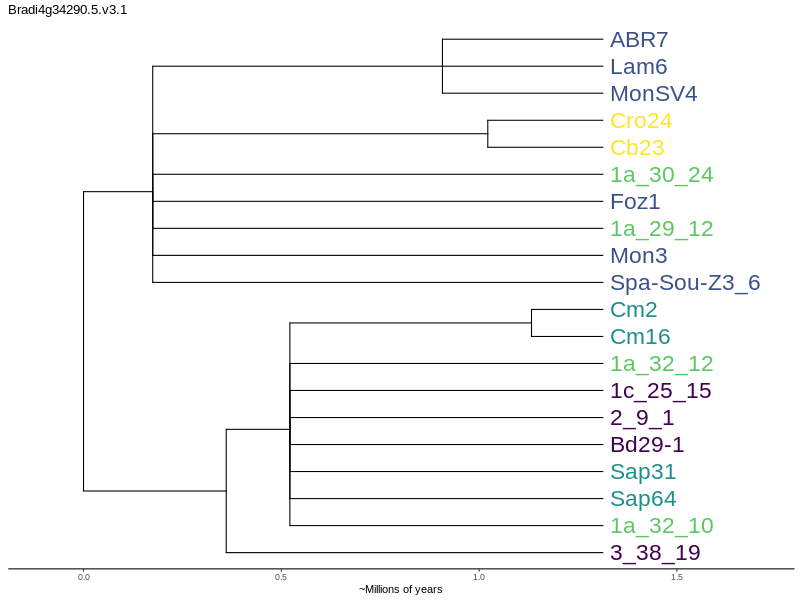 Bradi4g34290.5.v3.1
ABR7
Lam6
MonSV4
Cro24
Cb23
1a_30_24
Foz1
1a_29_12
Mon3
Spa-Sou-Z3_6
Cm2
Cm16
1a_32_12
1c_25_15
2_9_1
Bd29-1
Sap31
Sap64
1a_32_10
3_38_19
0.0 0.5 1.0 1.5
~Millions of years